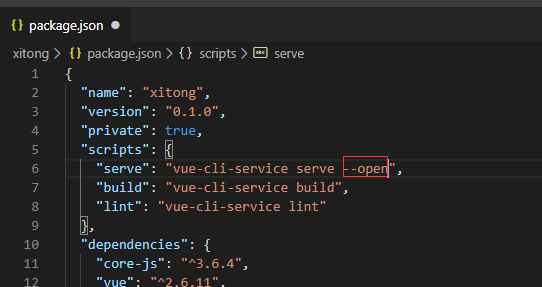 {} package.json ●
xitong > {} package.json > {} scripts > abc serve
1 {
2 "name": "xitong",
3 "version": "0.1.0",
4 "private": true,
5 "scripts": {
6 "serve": "vue-cli-service serve --open",
7 "build": "vue-cli-service build",
8 "lint": "vue-cli-service lint"
9 },
10 "dependencies": {
11 "core-js": "^3.6.4",
12 "vue": "^2.6.11",